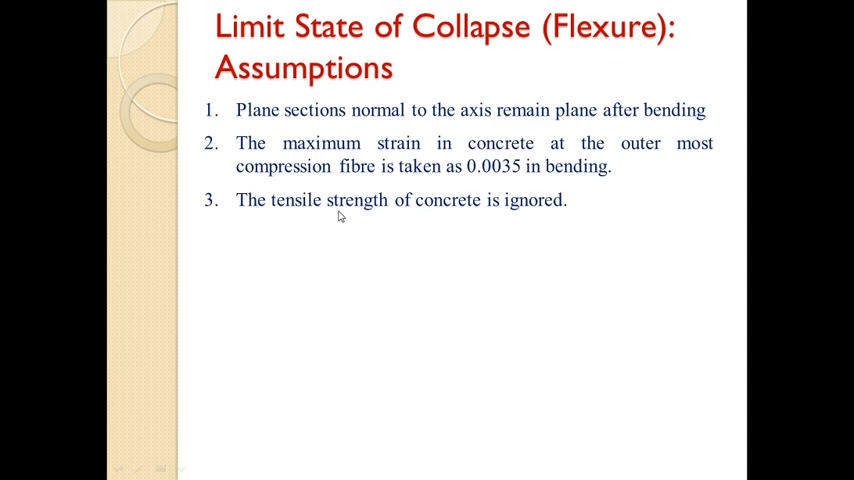 Limit State of Collapse (Flexure):
Assumptions
1. Plane sections normal to the axis remain plane after bending
2. The maximum strain in concrete at the outer most
compression fibre is taken as 0.0035 in bending.
3. The tensile strength of concrete is ignored.